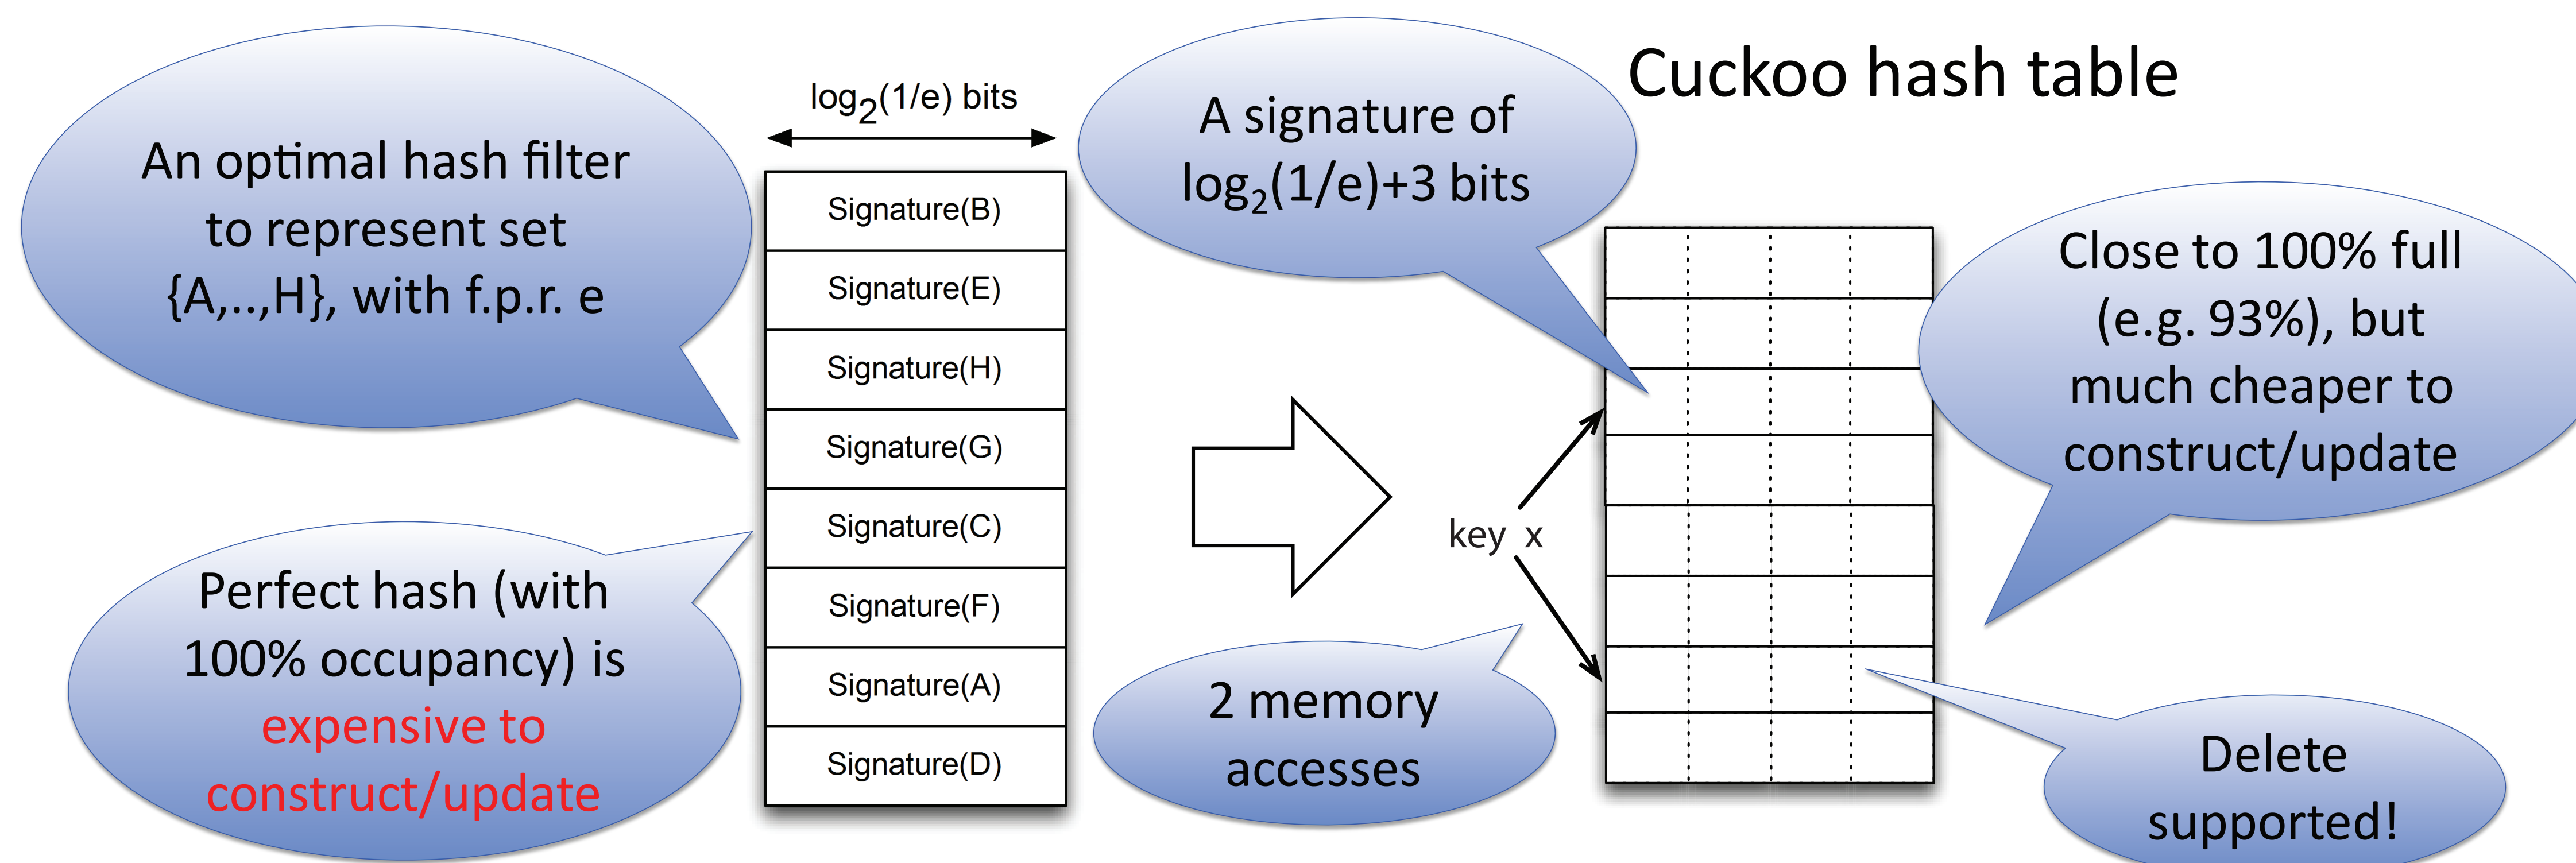 An optimal hash filter
to represent set
{A,..,H}, with f.p.r. e
Perfect hash (with
100% occupancy) is
expensive to
construct/update
log₂(1/e) bits
Signature(B)
Signature(E)
Signature(H)
Signature(G)
Signature(C)
Signature(F)
Signature(A)
Signature(D)
Cuckoo hash table
A signature of
log₂(1/e)+3 bits
key x
2 memory
accesses
Close to 100% full
(e.g. 93%), but
much cheaper to
construct/update
Delete
supported!